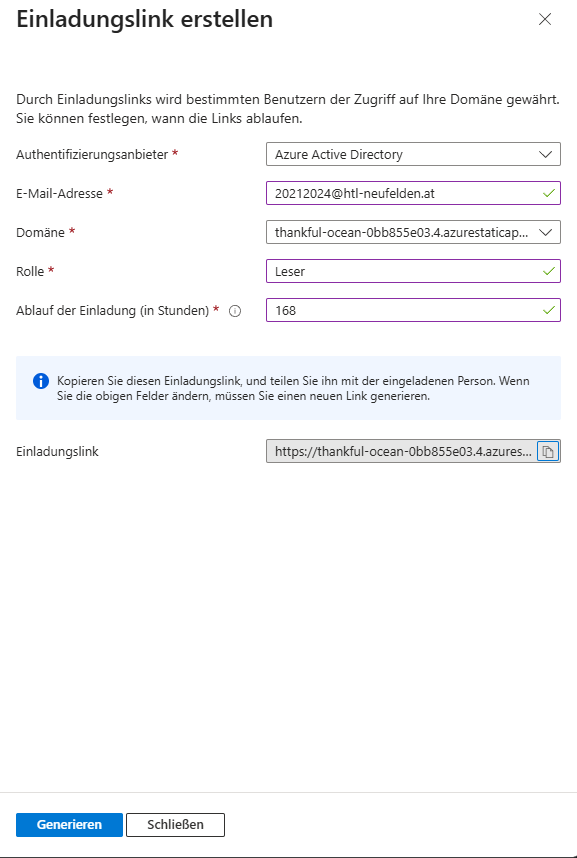 Einladungslink erstellen
Durch Einladungslinks wird bestimmten Benutzern der Zugriff auf Ihre Domäne gewährt.
Sie können festlegen, wann die Links ablaufen.
Authentifizierungsanbieter * Azure Active Directory
E-Mail-Adresse * 20212024@htl-neufelden.at
Domäne * thankful-ocean-0bb855e03.4.azurestaticap...
Rolle * Leser
Ablauf der Einladung (in Stunden) * 168
Kopieren Sie diesen Einladungslink, und teilen Sie ihn mit der eingeladenen Person. Wenn
Sie die obigen Felder ändern, müssen Sie einen neuen Link generieren.
Einladungslink https://thankful-ocean-0bb855e03.4.azures...
Generieren Schließen